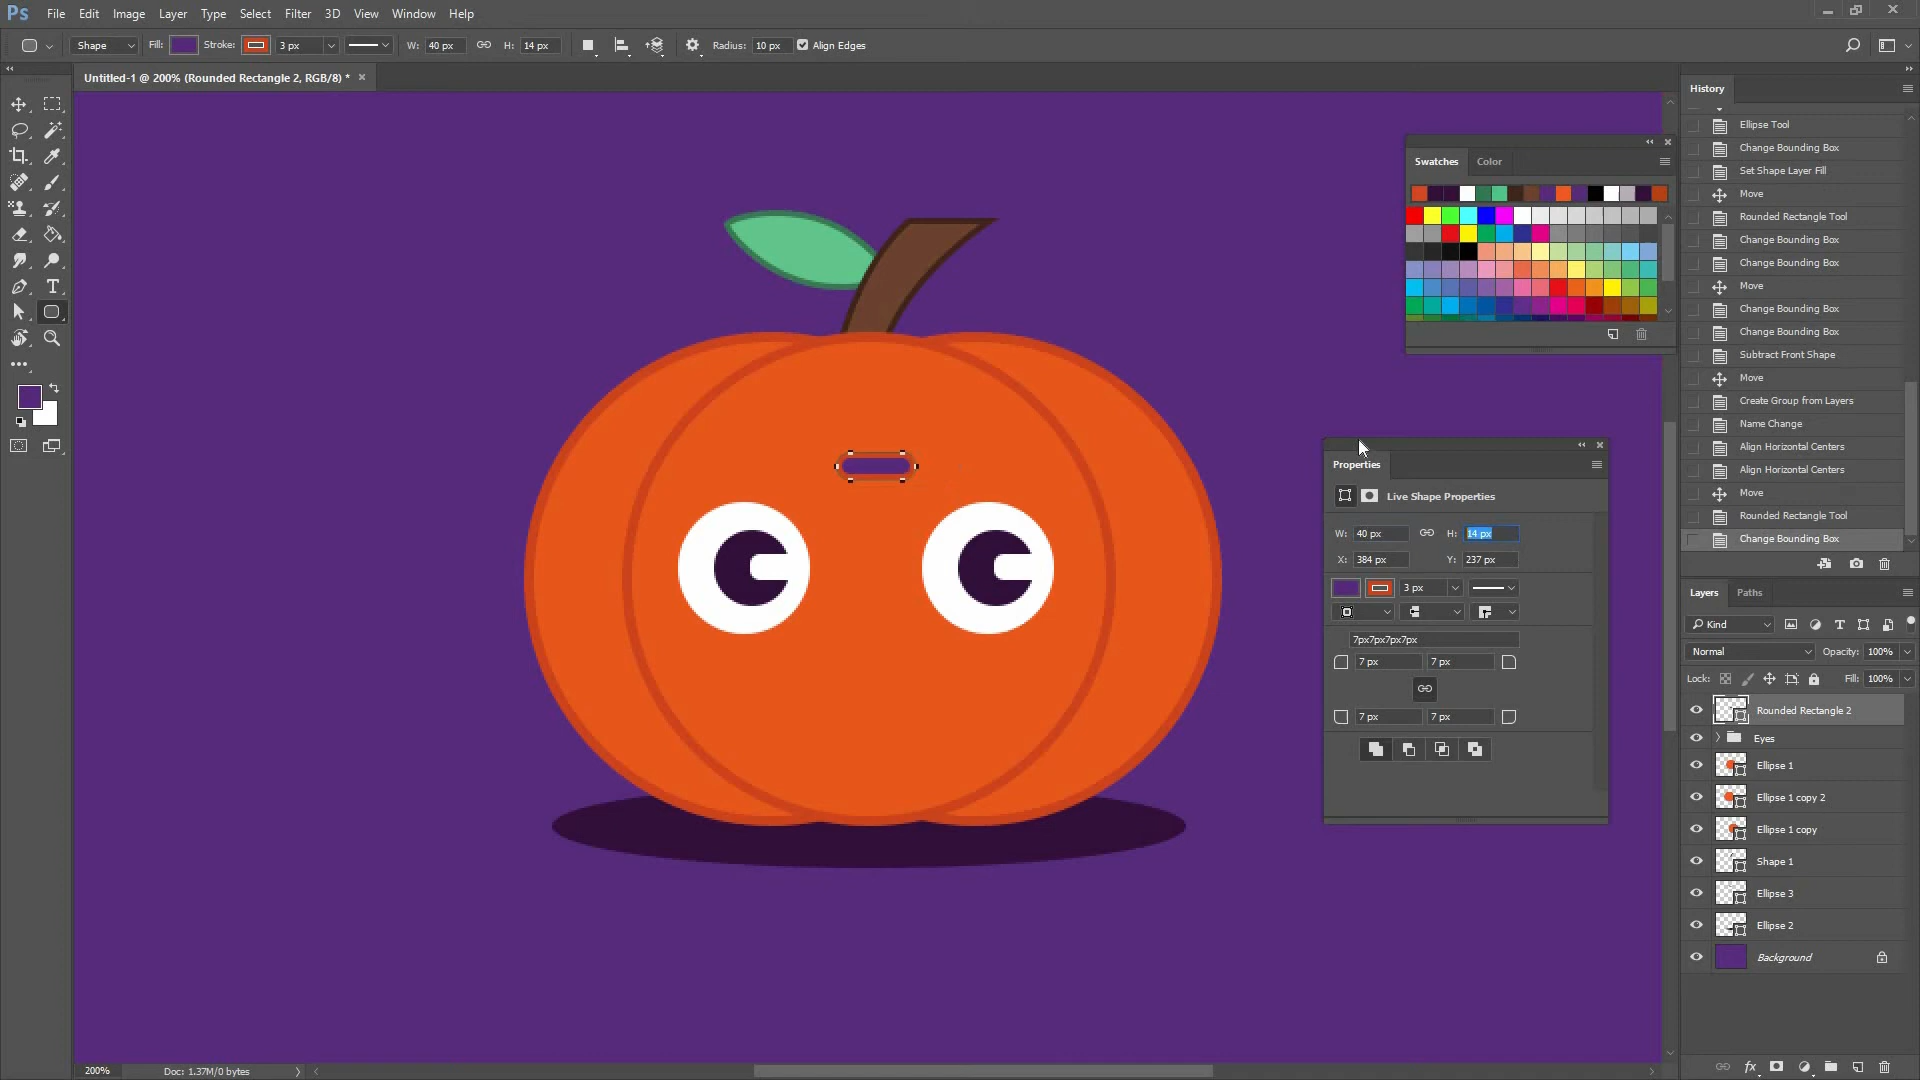 Ps File Edit Image Layer Type Select Filter 3D View Window Help
Shape Fill: Stroke: 3 px W: 40 px H: 14 px Radius: 10 px Align Edges
Untitled-1 @ 200% (Rounded Rectangle 2, RGB/8) *
History
Ellipse Tool
Change Bounding Box
Set Shape Layer Fill
Move
Rounded Rectangle Tool
Change Bounding Box
Change Bounding Box
Move
Change Bounding Box
Change Bounding Box
Subtract Front Shape
Move
Create Group from Layers
Name Change
Align Horizontal Centers
Align Horizontal Centers
Move
Rounded Rectangle Tool
Change Bounding Box
Swatches Color
Properties
Live Shape Properties
W: 40 px H: 14 px
X: 384 px Y: 237 px
3 px
7px7px7px7px
7 px 7 px
7 px 7 px
Layers Paths
Kind
Normal Opacity: 100%
Lock: Fill: 100%
Rounded Rectangle 2
Eyes
Ellipse 1
Ellipse 1 copy 2
Ellipse 1 copy
Shape 1
Ellipse 3
Ellipse 2
Background
200% Doc: 1.37M/0 bytes